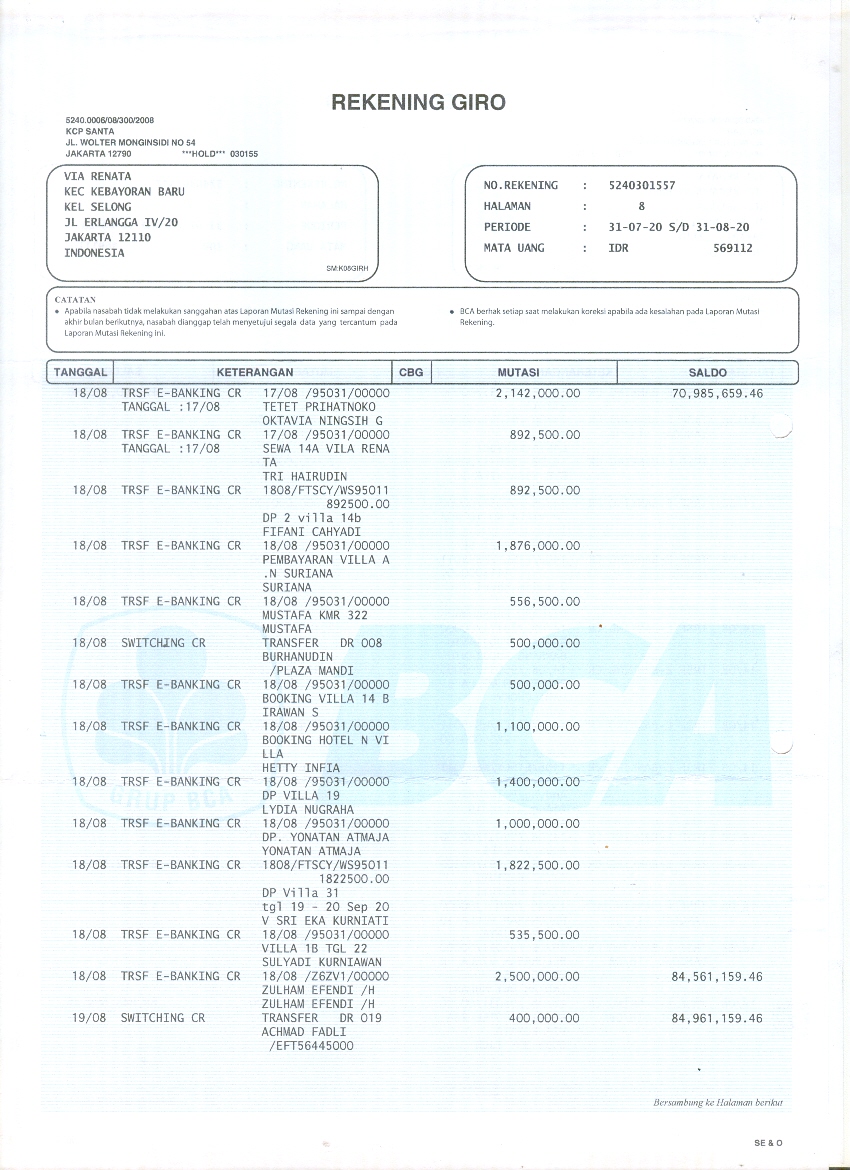 REKENING GIRO
5240.0006/08/300/2008
KCP SANTA
JL. WOLTER MONGINSIDI NO 54
JAKARTA 12790 ***HOLD*** 030155
VIA RENATA
KEC KEBAYORAN BARU
KEL SELONG
JL ERLANGGA IV/20
JAKARTA 12110
INDONESIA
SM:K08GIRH
NO.REKENING : 5240301557
HALAMAN : 8
PERIODE : 31-07-20 S/D 31-08-20
MATA UANG : IDR 569112
CATATAN
• Apabila nasabah tidak melakukan sanggahan atas Laporan Mutasi Rekening ini sampai dengan
akhir bulan berikutnya, nasabah dianggap telah menyetujui segala data yang tercantum pada
Laporan Mutasi Rekening ini.
• BCA berhak setiap saat melakukan koreksi apabila ada kesalahan pada Laporan Mutasi
Rekening.
TANGGAL KETERANGAN CBG MUTASI SALDO
18/08 TRSF E-BANKING CR 17/08 /95031/00000 2,142,000.00 70,985,659.46
TANGGAL :17/08 TETET PRIHATNOKO
OKTAVIA NINGSIH G
18/08 TRSF E-BANKING CR 17/08 /95031/00000 892,500.00
TANGGAL :17/08 SEWA 14A VILA RENA
TA
TRI HAIRUDIN
18/08 TRSF E-BANKING CR 1808/FTSCY/WS95011 892,500.00
892500.00
DP 2 villa 14b
FIFANI CAHYADI
18/08 TRSF E-BANKING CR 18/08 /95031/00000 1,876,000.00
PEMBAYARAN VILLA A
.N SURIANA
SURIANA
18/08 TRSF E-BANKING CR 18/08 /95031/00000 556,500.00
MUSTAFA KMR 322
MUSTAFA
18/08 SWITCHING CR TRANSFER DR 008 500,000.00
BURHANUDIN
/PLAZA MANDI
18/08 TRSF E-BANKING CR 18/08 /95031/00000 500,000.00
BOOKING VILLA 14 B
IRAWAN S
18/08 TRSF E-BANKING CR 18/08 /95031/00000 1,100,000.00
BOOKING HOTEL N VI
LLA
HETTY INFIA
18/08 TRSF E-BANKING CR 18/08 /95031/00000 1,400,000.00
DP VILLA 19
LYDIA NUGRAHA
18/08 TRSF E-BANKING CR 18/08 /95031/00000 1,000,000.00
DP. YONATAN ATMAJA
YONATAN ATMAJA
18/08 TRSF E-BANKING CR 1808/FTSCY/WS95011 1,822,500.00
1822500.00
DP Villa 31
tgl 19 - 20 Sep 20
V SRI EKA KURNIATI
18/08 TRSF E-BANKING CR 18/08 /95031/00000 535,500.00
VILLA 1B TGL 22
SULYADI KURNIAWAN
18/08 TRSF E-BANKING CR 18/08 /Z6ZV1/00000 2,500,000.00 84,561,159.46
ZULHAM EFENDI /H
ZULHAM EFENDI /H
19/08 SWITCHING CR TRANSFER DR 019 400,000.00 84,961,159.46
ACHMAD FADLI
/EFT56445000
GRUP BCA
BCA
Bersambung ke Halaman berikut
SE & O